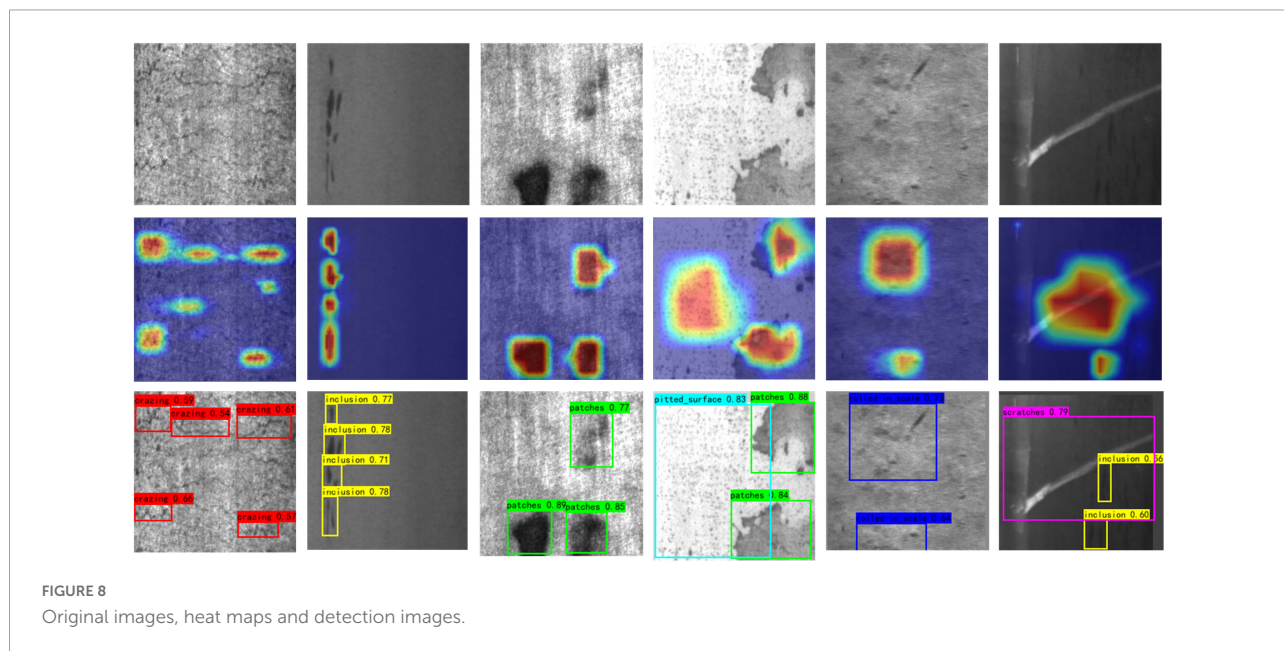 crazing 0.59
crazing 0.54
crazing 0.61
crazing 0.66
crazing 0.57
inclusion 0.77
inclusion 0.78
inclusion 0.71
inclusion 0.78
patches 0.77
patches 0.89
patches 0.85
pitted_surface 0.83
patches 0.88
patches 0.84
rolled_in_scale
rolled_in_scale
scratches 0.79
inclusion 0.56
inclusion 0.60
FIGURE 8
Original images, heat maps and detection images.